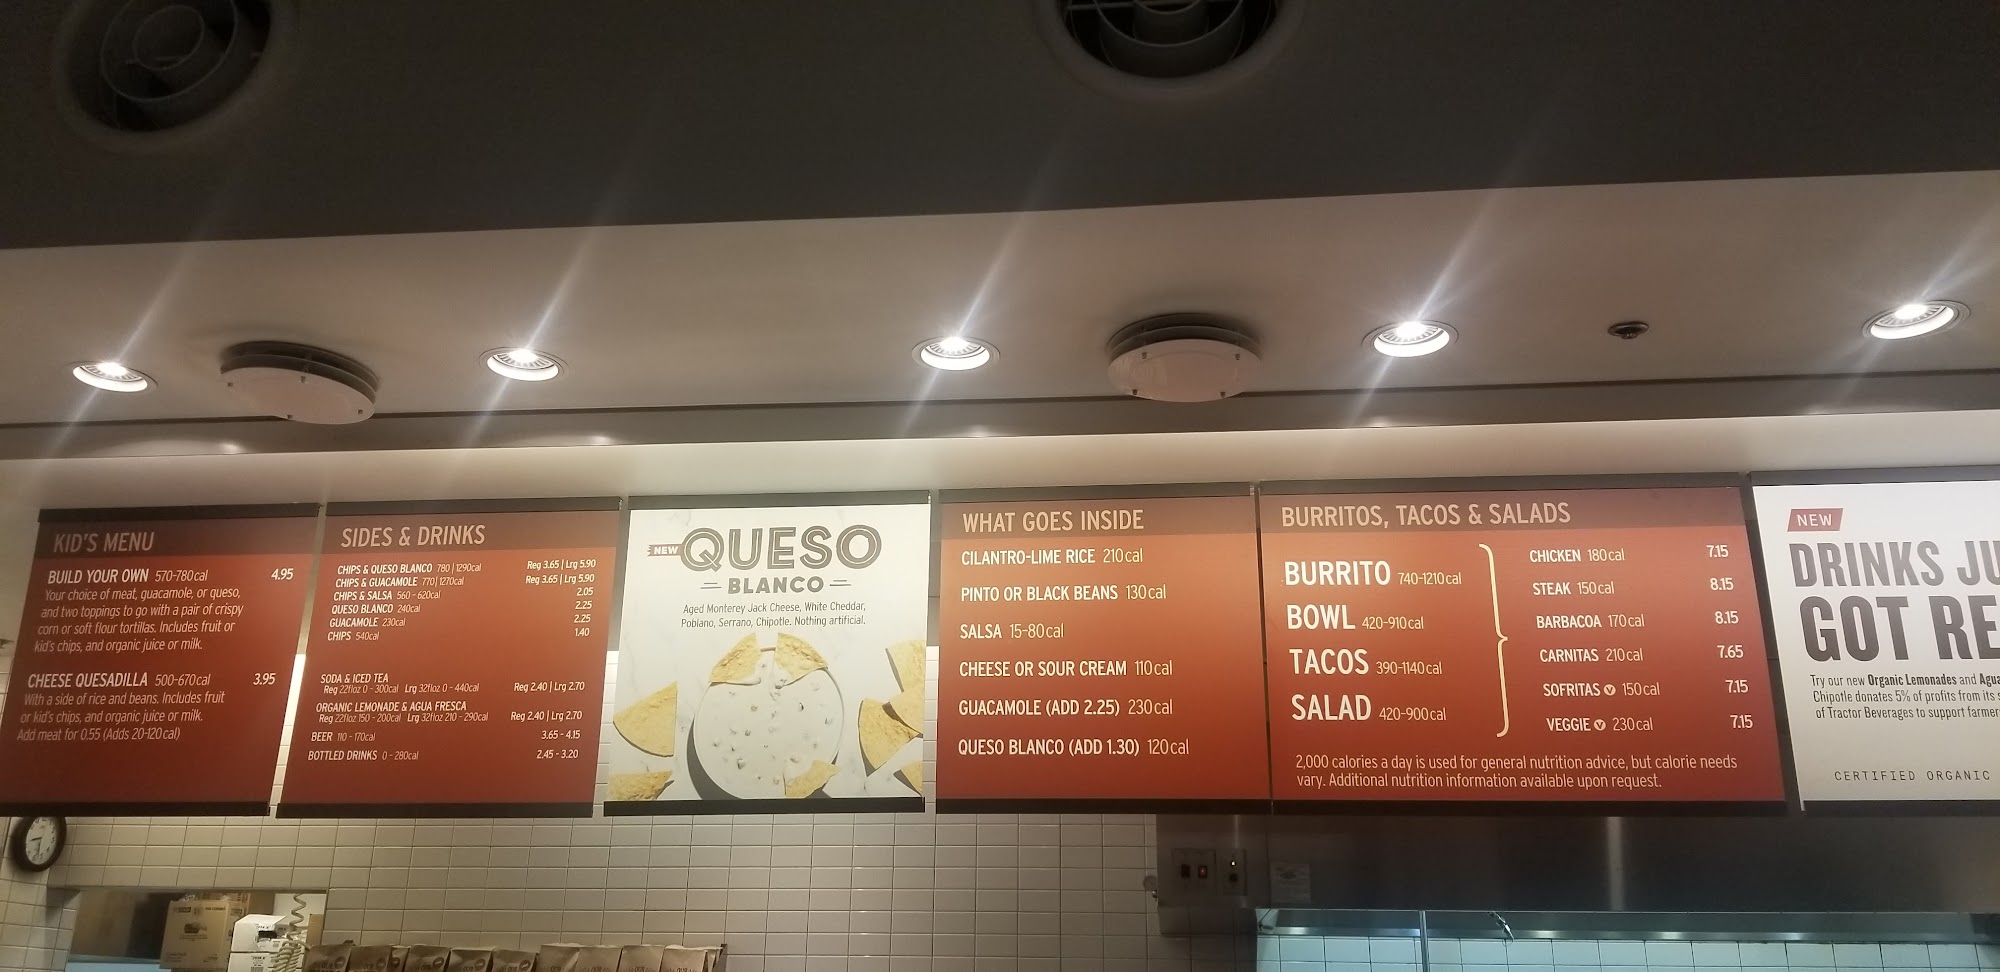 KID'S MENU
BUILD YOUR OWN 570-780cal 4.95
Your choice of meat, guacamole, or queso,
and two toppings to go with a pair of crispy
corn or soft flour tortillas. Includes fruit or
kid's chips, and organic juice or milk.
CHEESE QUESADILLA 500-670cal 3.95
With a side of rice and beans. Includes fruit
or kid's chips, and organic juice or milk.
Add meat for 0.55 (Adds 20-120cal)
SIDES & DRINKS
CHIPS & QUESO BLANCO 780 | 1290cal Reg 3.65 | Lrg 5.90
CHIPS & GUACAMOLE 770 | 1270cal Reg 3.65 | Lrg 5.90
CHIPS & SALSA 560 - 620cal 2.05
QUESO BLANCO 240cal 2.25
GUACAMOLE 230cal 2.25
CHIPS 540cal 1.40
SODA & ICED TEA
Reg 22floz 0 - 300cal Lrg 32floz 0 - 440cal Reg 2.40 | Lrg 2.70
ORGANIC LEMONADE & AGUA FRESCA
Reg 22floz 150 - 200cal Lrg 32floz 210 - 290cal Reg 2.40 | Lrg 2.70
BEER 110 - 170cal 3.65 - 4.15
BOTTLED DRINKS 0 - 280cal 2.45 - 3.20
NEW QUESO
BLANCO
Aged Monterey Jack Cheese, White Cheddar,
Poblano, Serrano, Chipotle. Nothing artificial.
WHAT GOES INSIDE
CILANTRO-LIME RICE 210cal
PINTO OR BLACK BEANS 130cal
SALSA 15-80cal
CHEESE OR SOUR CREAM 110cal
GUACAMOLE (ADD 2.25) 230cal
QUESO BLANCO (ADD 1.30) 120cal
BURRITOS, TACOS & SALADS
BURRITO 740-1210cal
BOWL 420-910cal
TACOS 390-1140cal
SALAD 420-900cal
CHICKEN 180cal 7.15
STEAK 150cal 8.15
BARBACOA 170cal 8.15
CARNITAS 210cal 7.65
SOFRITAS V 150cal 7.15
VEGGIE V 230cal 7.15
2,000 calories a day is used for general nutrition advice, but calorie needs
vary. Additional nutrition information available upon request.
NEW
DRINKS JU
GOT RE
Try our new Organic Lemonades and Agua
Chipotle donates 5% of profits from its s
of Tractor Beverages to support farmer
CERTIFIED ORGANIC